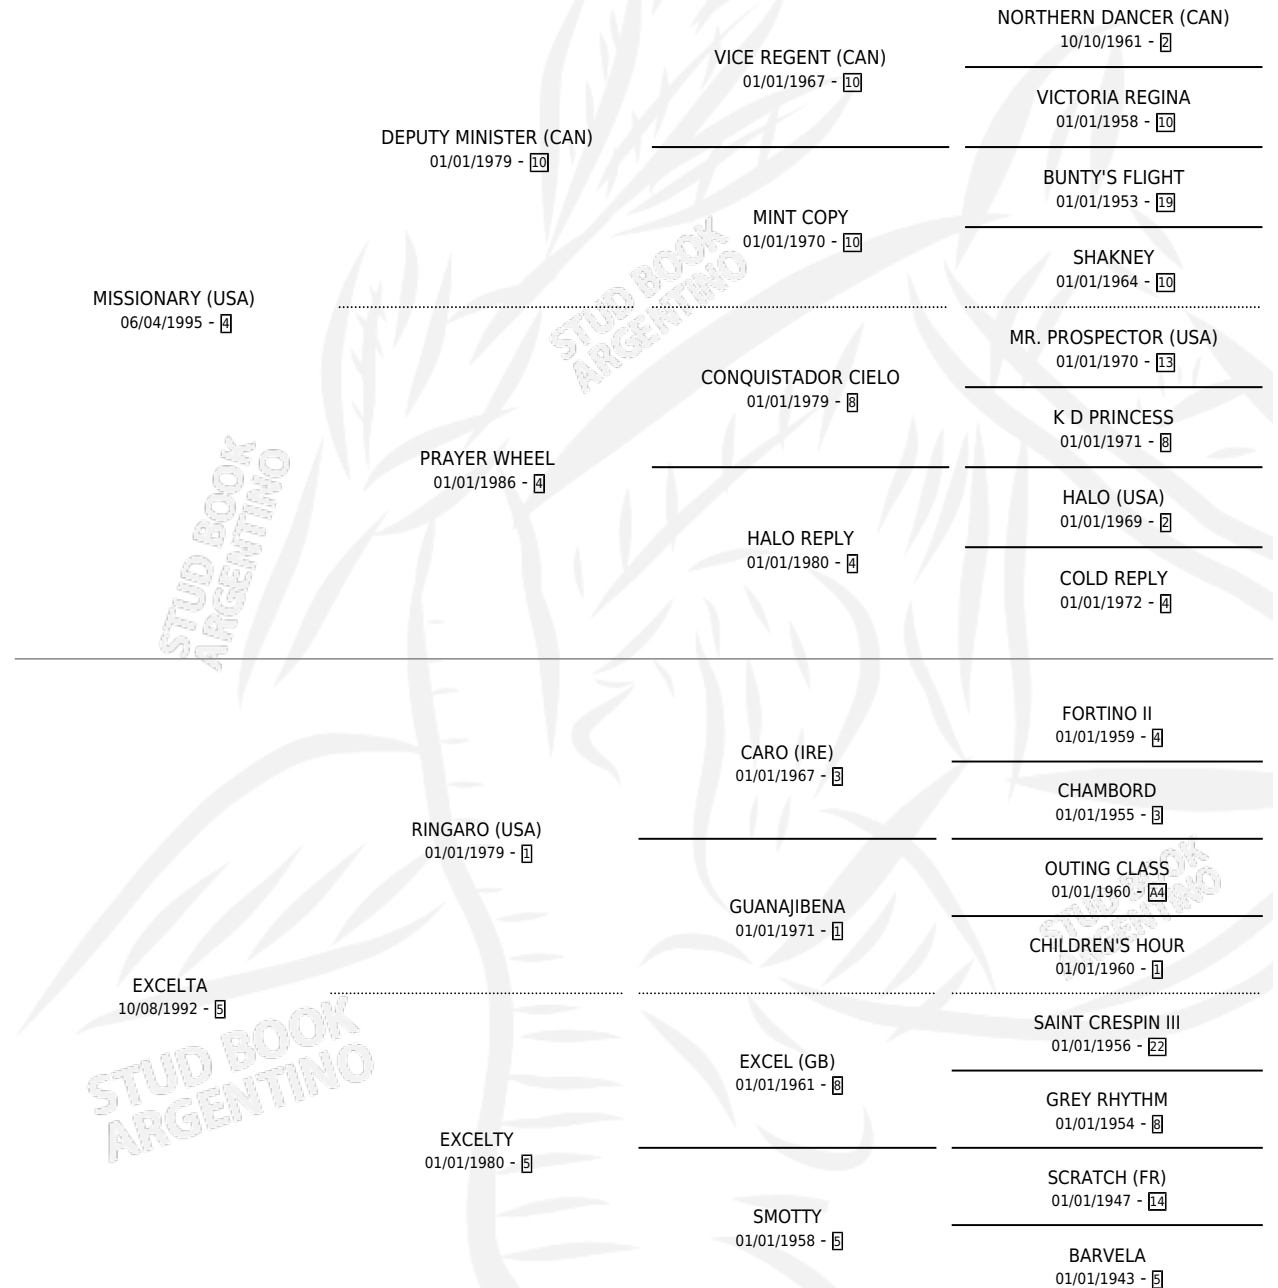 NORTHERN DANCER (CAN)
10/10/1961 - 2
VICE REGENT (CAN)
01/01/1967 - 10
VICTORIA REGINA
01/01/1958 - 10
DEPUTY MINISTER (CAN)
01/01/1979 - 10
BUNTY'S FLIGHT
01/01/1953 - 19
MINT COPY
01/01/1970 - 10
SHAKNEY
01/01/1964 - 10
MISSIONARY (USA)
06/04/1995 - 4
MR. PROSPECTOR (USA)
01/01/1970 - 13
CONQUISTADOR CIELO
01/01/1979 - 8
K D PRINCESS
01/01/1971 - 8
PRAYER WHEEL
01/01/1986 - 4
HALO (USA)
01/01/1969 - 2
HALO REPLY
01/01/1980 - 4
COLD REPLY
01/01/1972 - 4
FORTINO II
01/01/1959 - 4
CARO (IRE)
01/01/1967 - 3
CHAMBORD
01/01/1955 - 3
RINGARO (USA)
01/01/1979 - 1
OUTING CLASS
01/01/1960 - A4
GUANAJIBENA
01/01/1971 - 1
CHILDREN'S HOUR
01/01/1960 - 1
EXCELTA
10/08/1992 - 5
SAINT CRESPIN III
01/01/1956 - 22
EXCEL (GB)
01/01/1961 - 8
GREY RHYTHM
01/01/1954 - 8
EXCELTY
01/01/1980 - 5
SCRATCH (FR)
01/01/1947 - 14
SMOTTY
01/01/1958 - 5
BARVELA
01/01/1943 - 5
STUD BOOK
ARGENTINO
STUD BOOK
ARGENTINO
STUD BOOK
ARGENTINO
STUD BOOK
ARGENTINO